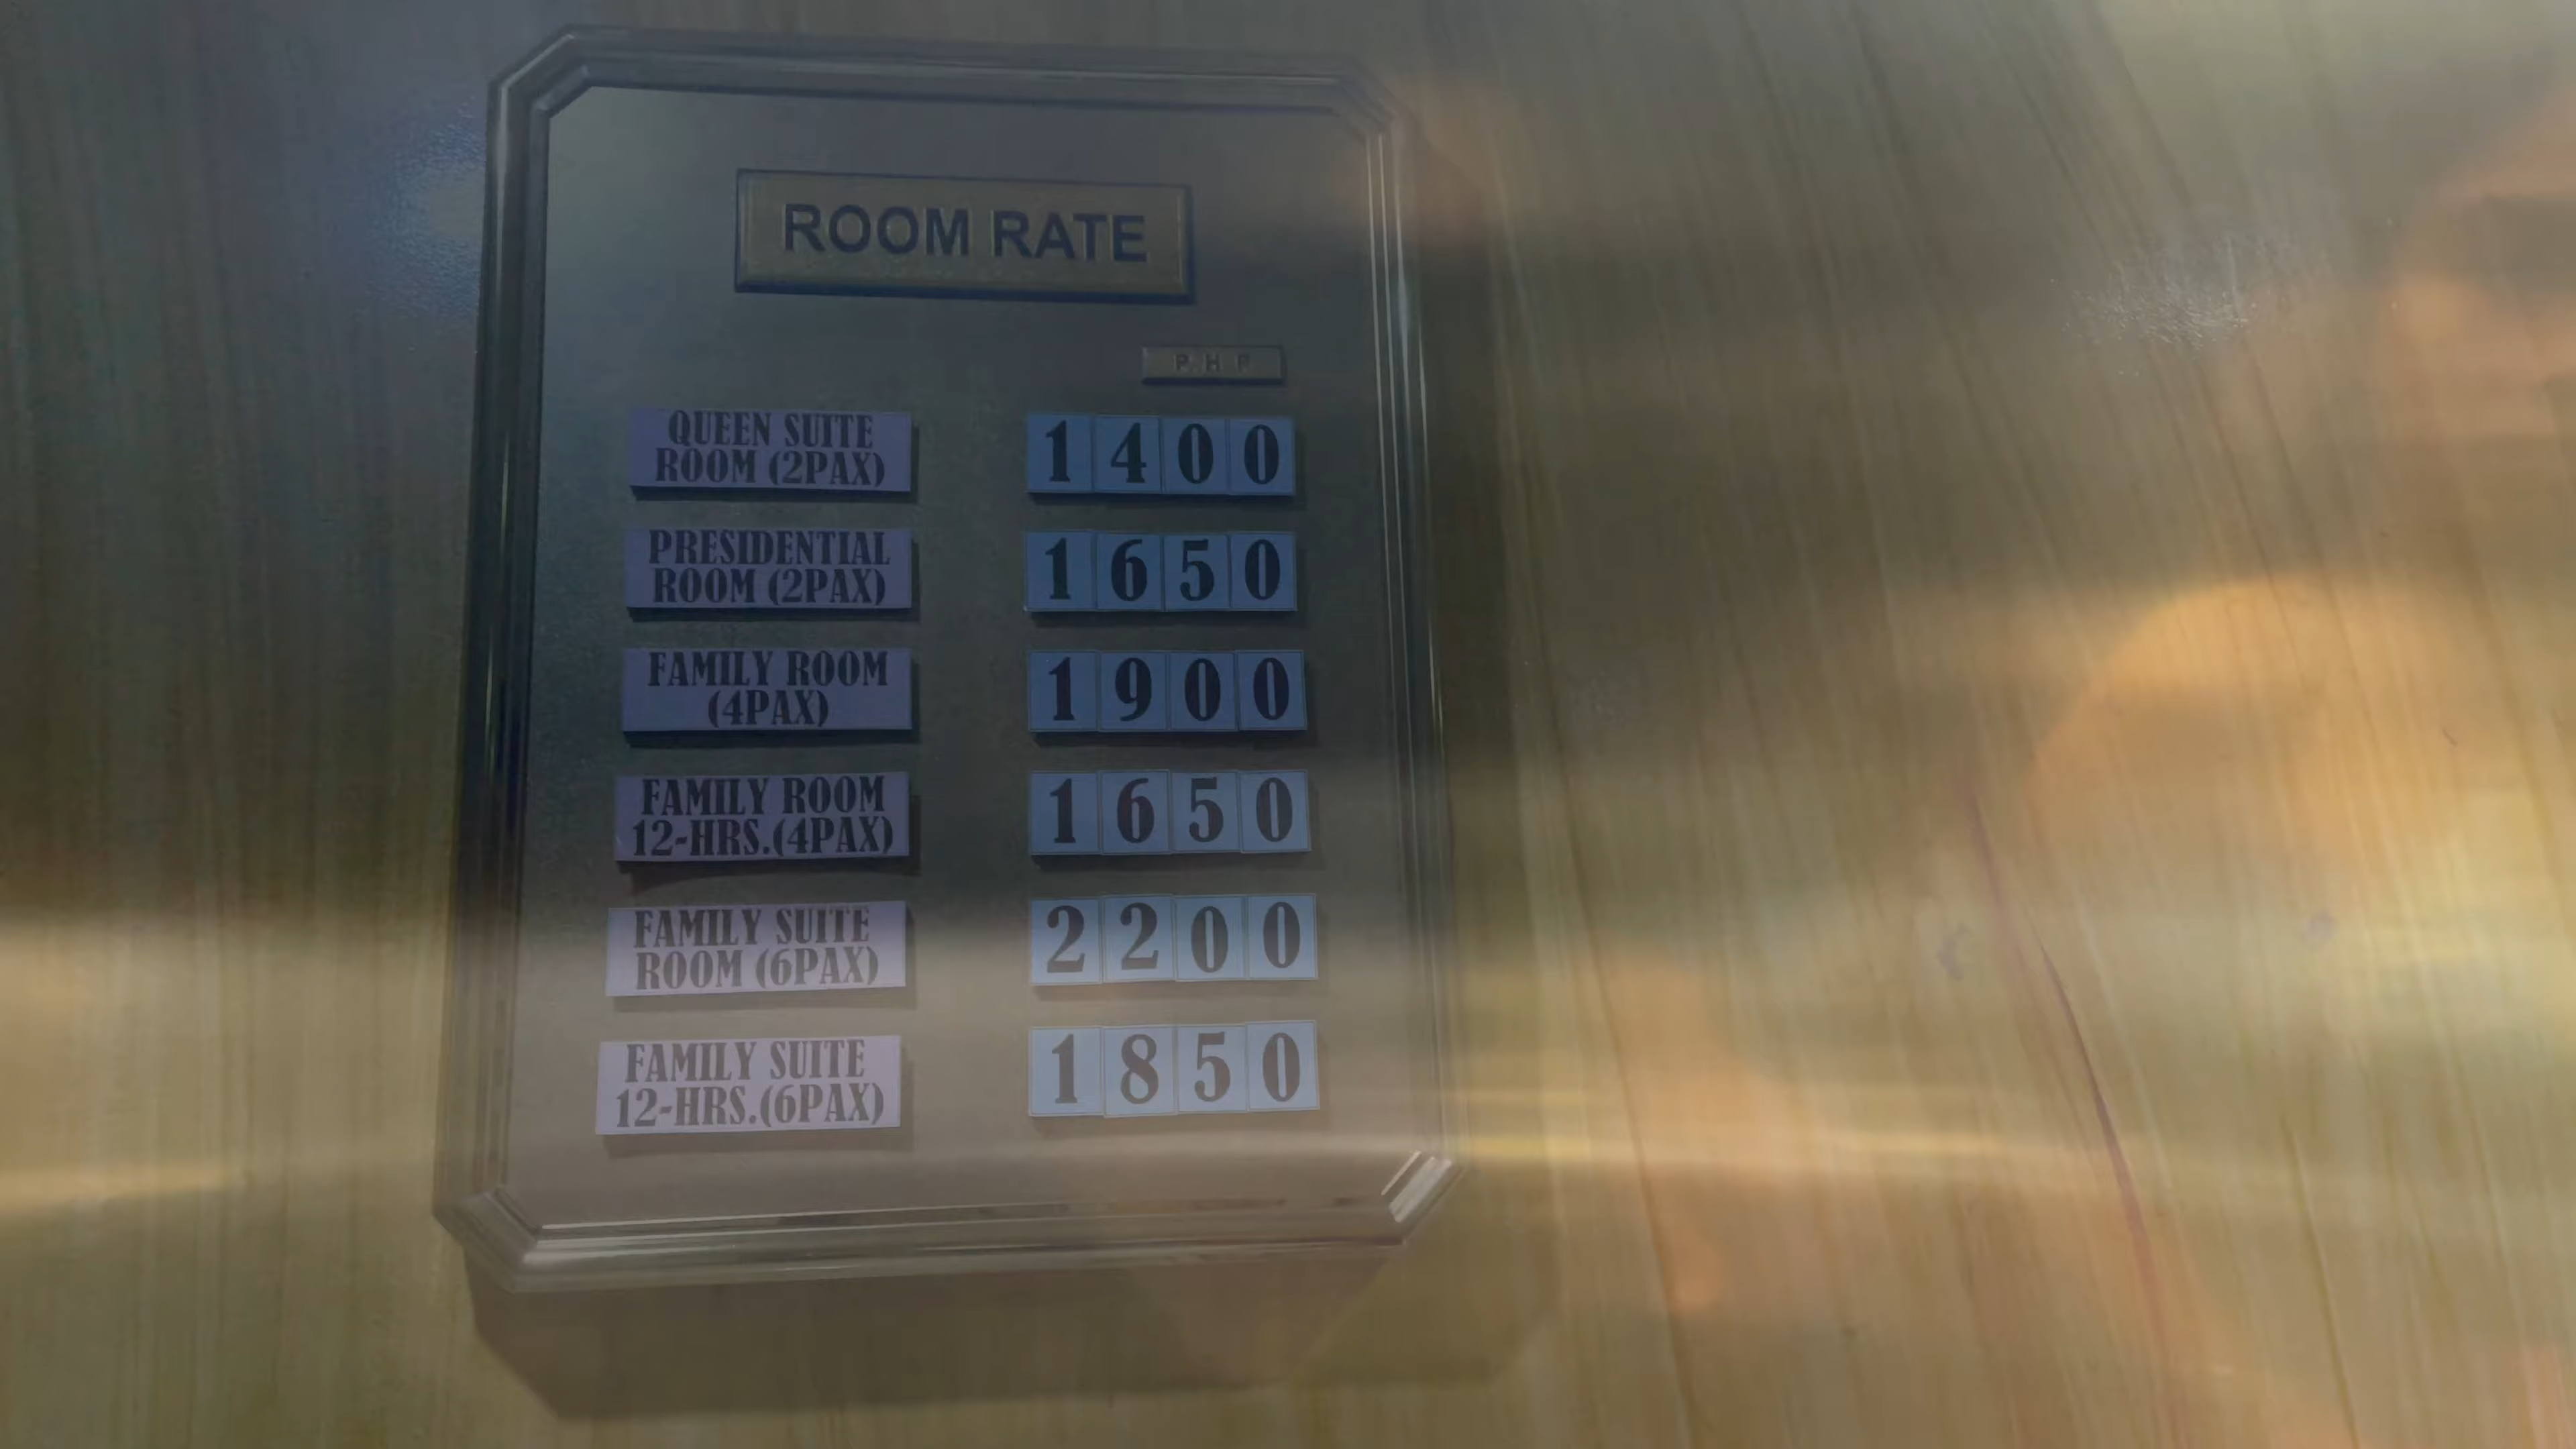 ROOM RATE
P H P
QUEEN SUITE
ROOM (2PAX)
1400
PRESIDENTIAL
ROOM (2PAX)
1650
FAMILY ROOM
(4PAX)
1900
FAMILY ROOM
12-HRS.(4PAX)
1650
FAMILY SUITE
ROOM (6PAX)
2200
FAMILY SUITE
12-HRS.(6PAX)
1850